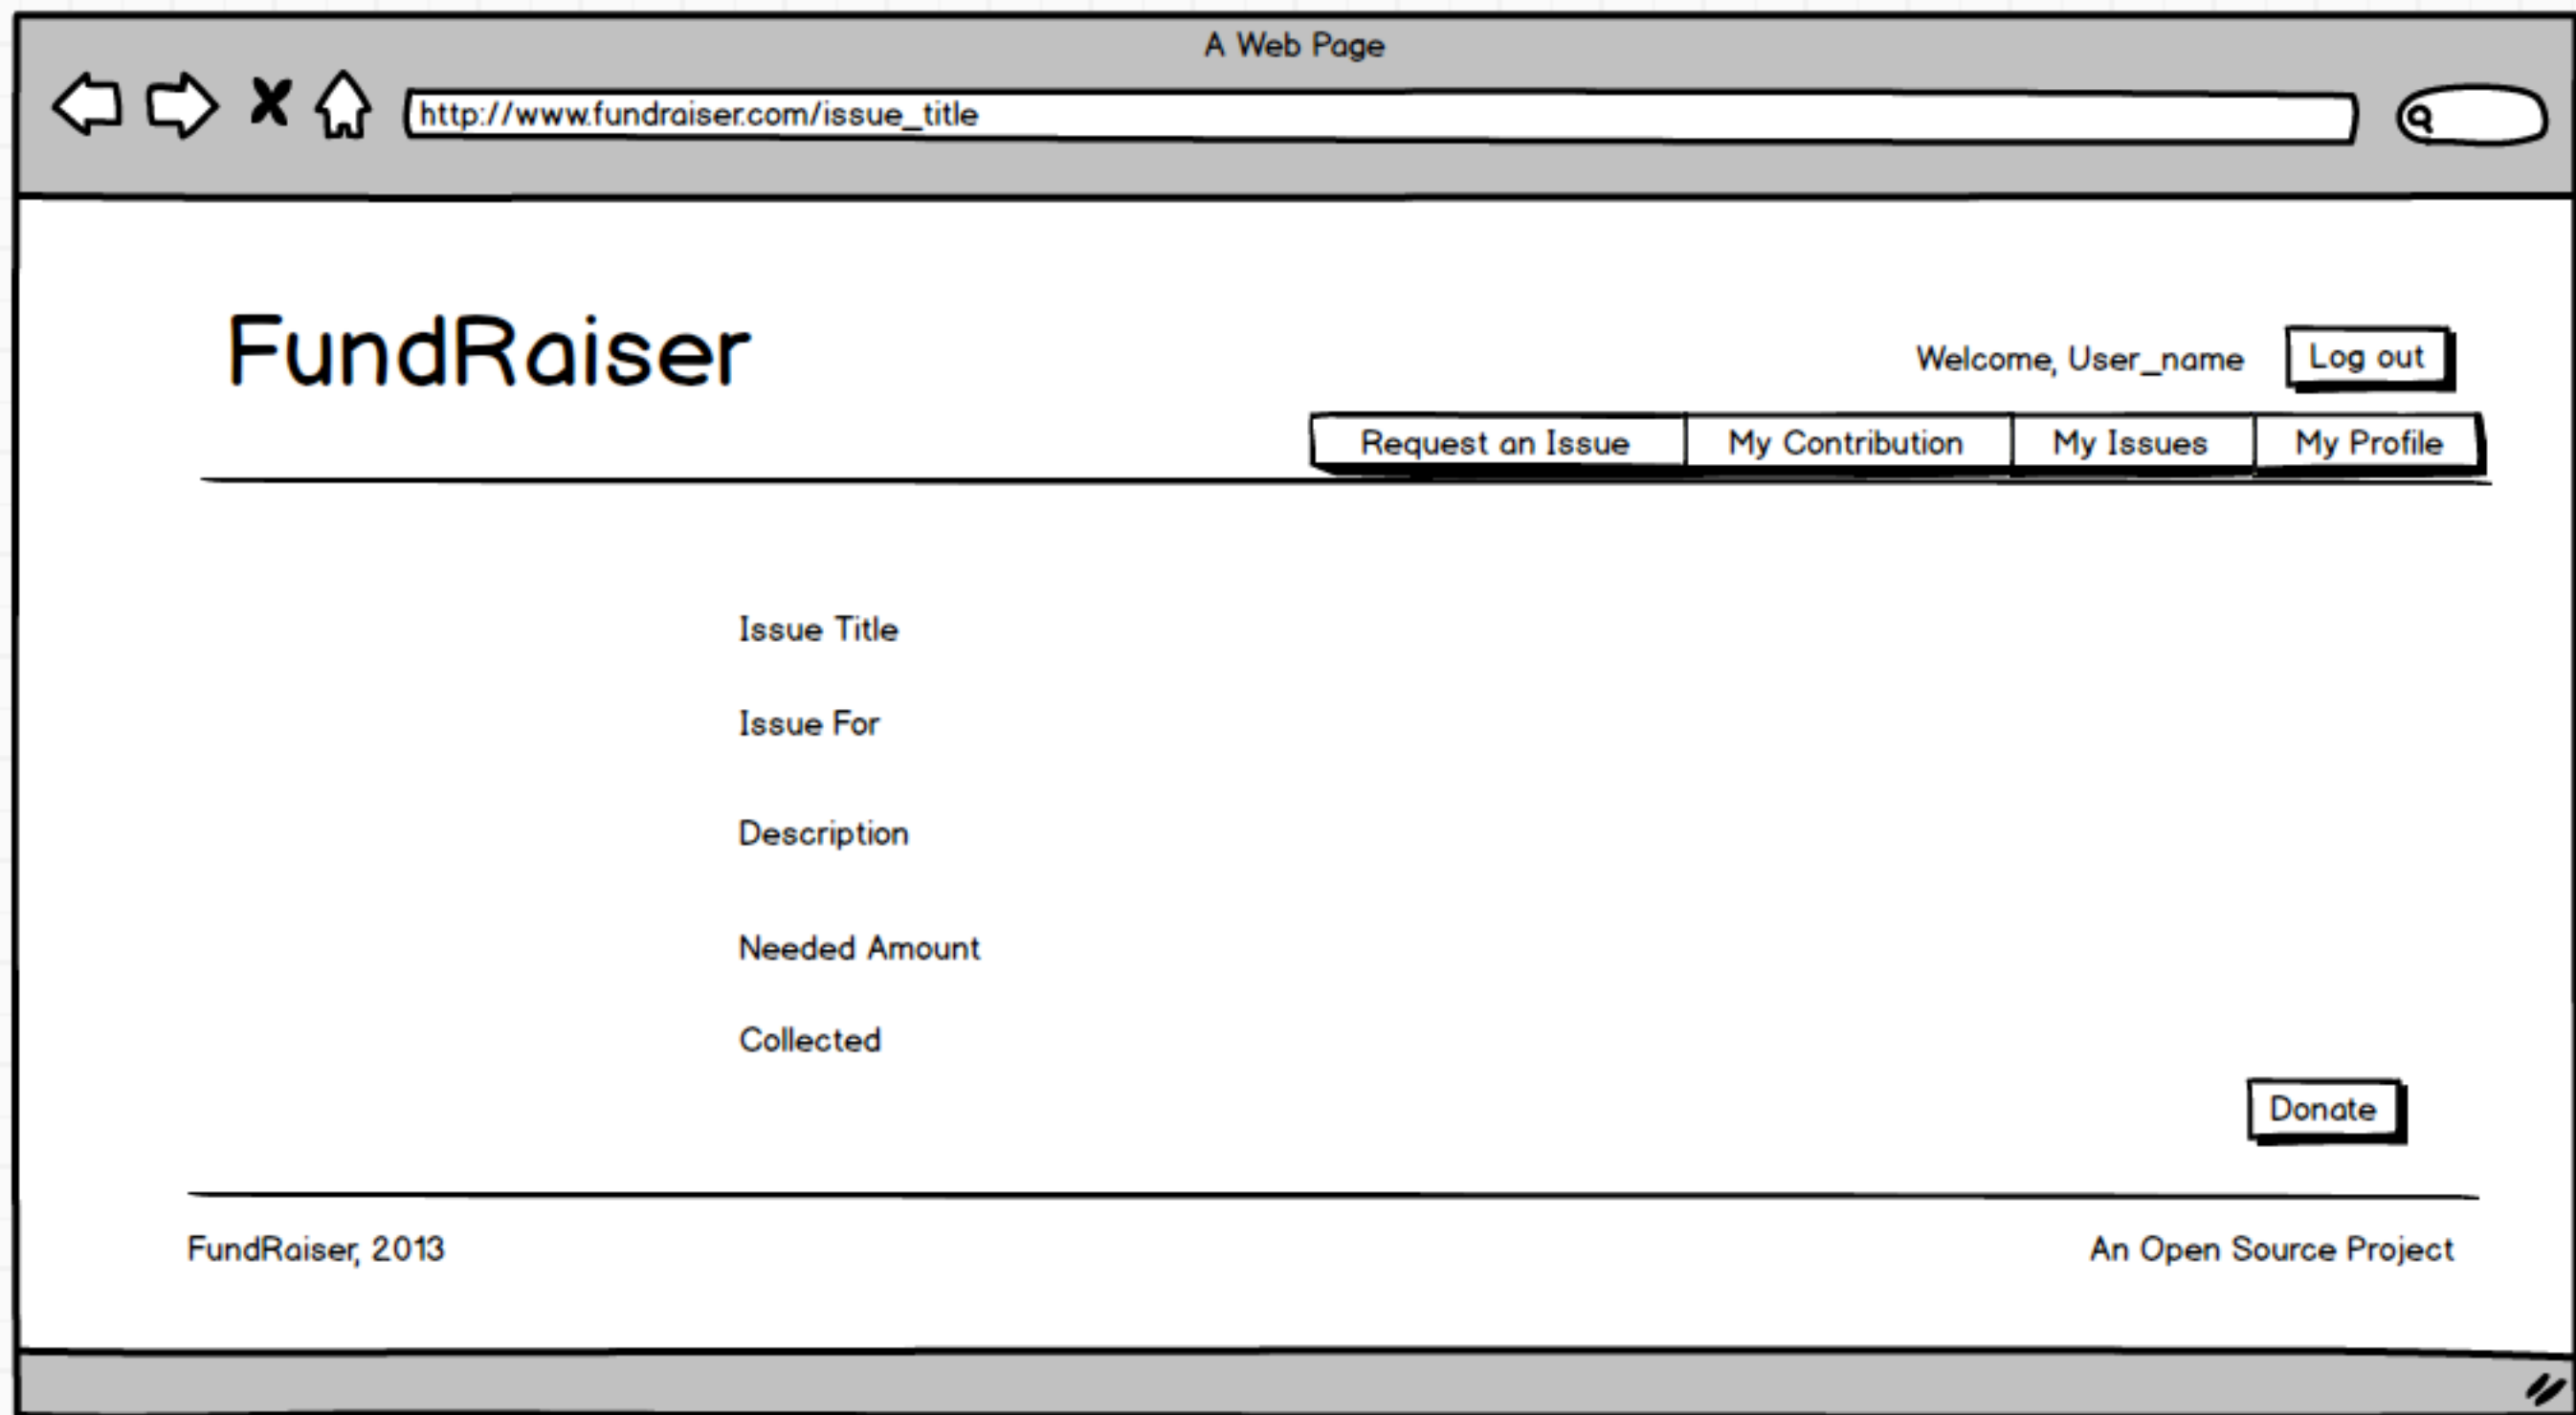 A Web Page
http://www.fundraiser.com/issue_title
FundRaiser
Welcome, User_name
Log out
Request an Issue
My Contribution
My Issues
My Profile
Issue Title
Issue For
Description
Needed Amount
Collected
Donate
FundRaiser, 2013
An Open Source Project